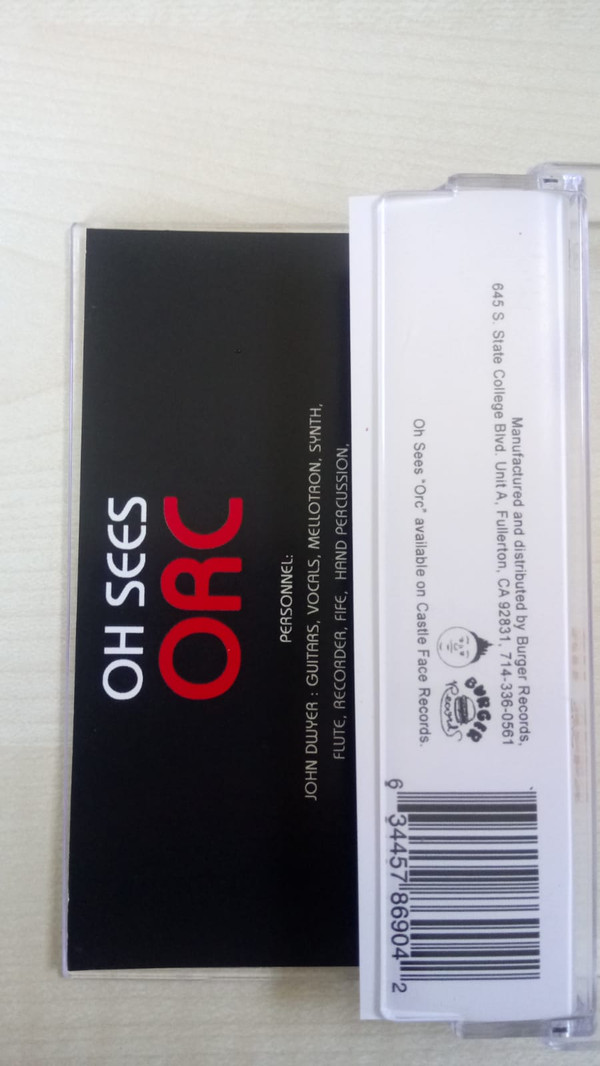 OH SEES
ORC
PERSONNEL:
JOHN DWYER : GUITARS, VOCALS, MELLOTRON, SYNTH,
FLUTE, RECORDER, FIFE, HAND PERCUSSION,
Manufactured and distributed by Burger Records,
645 S. State College Blvd. Unit A, Fullerton, CA 92831, 714-336-0561
BURGER
Records
Oh Sees "Orc" available on Castle Face Records.
6 34457 86904 2